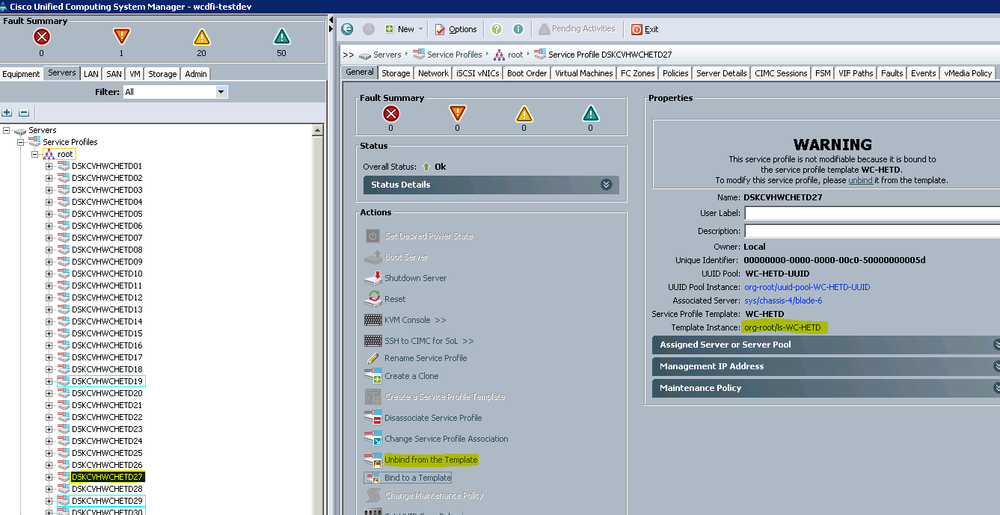 Cisco Unified Computing System Manager - wcdfi-testdev
Fault Summary
0 1 20 50
Equipment Servers LAN SAN VM Storage Admin
Filter: All
Servers
Service Profiles
root
DSKCVHWCHETD01
DSKCVHWCHETD02
DSKCVHWCHETD03
DSKCVHWCHETD04
DSKCVHWCHETD05
DSKCVHWCHETD06
DSKCVHWCHETD07
DSKCVHWCHETD08
DSKCVHWCHETD09
DSKCVHWCHETD10
DSKCVHWCHETD11
DSKCVHWCHETD12
DSKCVHWCHETD13
DSKCVHWCHETD14
DSKCVHWCHETD15
DSKCVHWCHETD16
DSKCVHWCHETD17
DSKCVHWCHETD18
DSKCVHWCHETD19
DSKCVHWCHETD20
DSKCVHWCHETD21
DSKCVHWCHETD22
DSKCVHWCHETD23
DSKCVHWCHETD24
DSKCVHWCHETD25
DSKCVHWCHETD26
DSKCVHWCHETD27
DSKCVHWCHETD28
DSKCVHWCHETD29
DSKCVHWCHETD30
New Options Pending Activities Exit
>> Servers Service Profiles root Service Profile DSKCVHWCHETD27
General Storage Network iSCSI vNICs Boot Order Virtual Machines FC Zones Policies Server Details CIMC Sessions FSM VIF Paths Faults Events vMedia Policy
Fault Summary
0 0 0 0
Status
Overall Status: Ok
Status Details
Actions
Set Desired Power State
Boot Server
Shutdown Server
Reset
KVM Console >>
SSH to CIMC for SoL >>
Rename Service Profile
Create a Clone
Create a Service Profile Template
Disassociate Service Profile
Change Service Profile Association
Unbind from the Template
Bind to a Template
Change Maintenance Policy
Properties
WARNING
This service profile is not modifiable because it is bound to
the service profile template WC-HETD.
To modify this service profile, please unbind it from the template.
Name: DSKCVHWCHETD27
User Label:
Description:
Owner: Local
Unique Identifier: 00000000-0000-0000-00c0-50000000005d
UUID Pool: WC-HETD-UUID
UUID Pool Instance: org-root/uuid-pool-WC-HETD-UUID
Associated Server: sys/chassis-4/blade-6
Service Profile Template: WC-HETD
Template Instance: org-root/ls-WC-HETD
Assigned Server or Server Pool
Management IP Address
Maintenance Policy